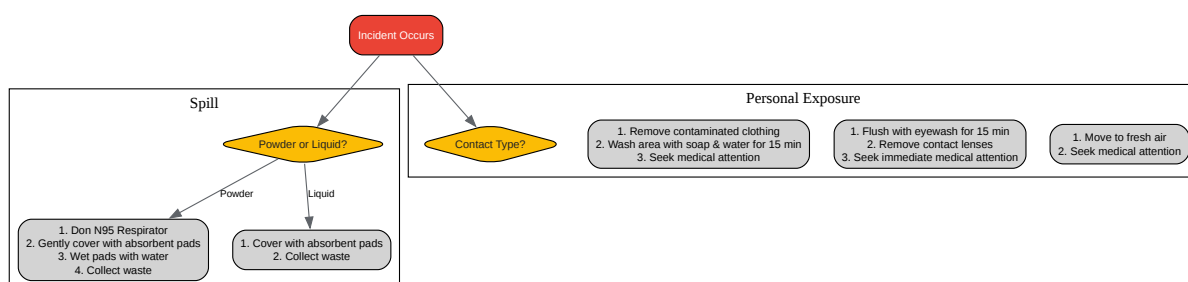 Incident Occurs
Spill
Powder or Liquid?
Powder
Liquid
1. Don N95 Respirator
2. Gently cover with absorbent pads
3. Wet pads with water
4. Collect waste
1. Cover with absorbent pads
2. Collect waste
Personal Exposure
Contact Type?
1. Remove contaminated clothing
2. Wash area with soap & water for 15 min
3. Seek medical attention
1. Flush with eyewash for 15 min
2. Remove contact lenses
3. Seek immediate medical attention
1. Move to fresh air
2. Seek medical attention